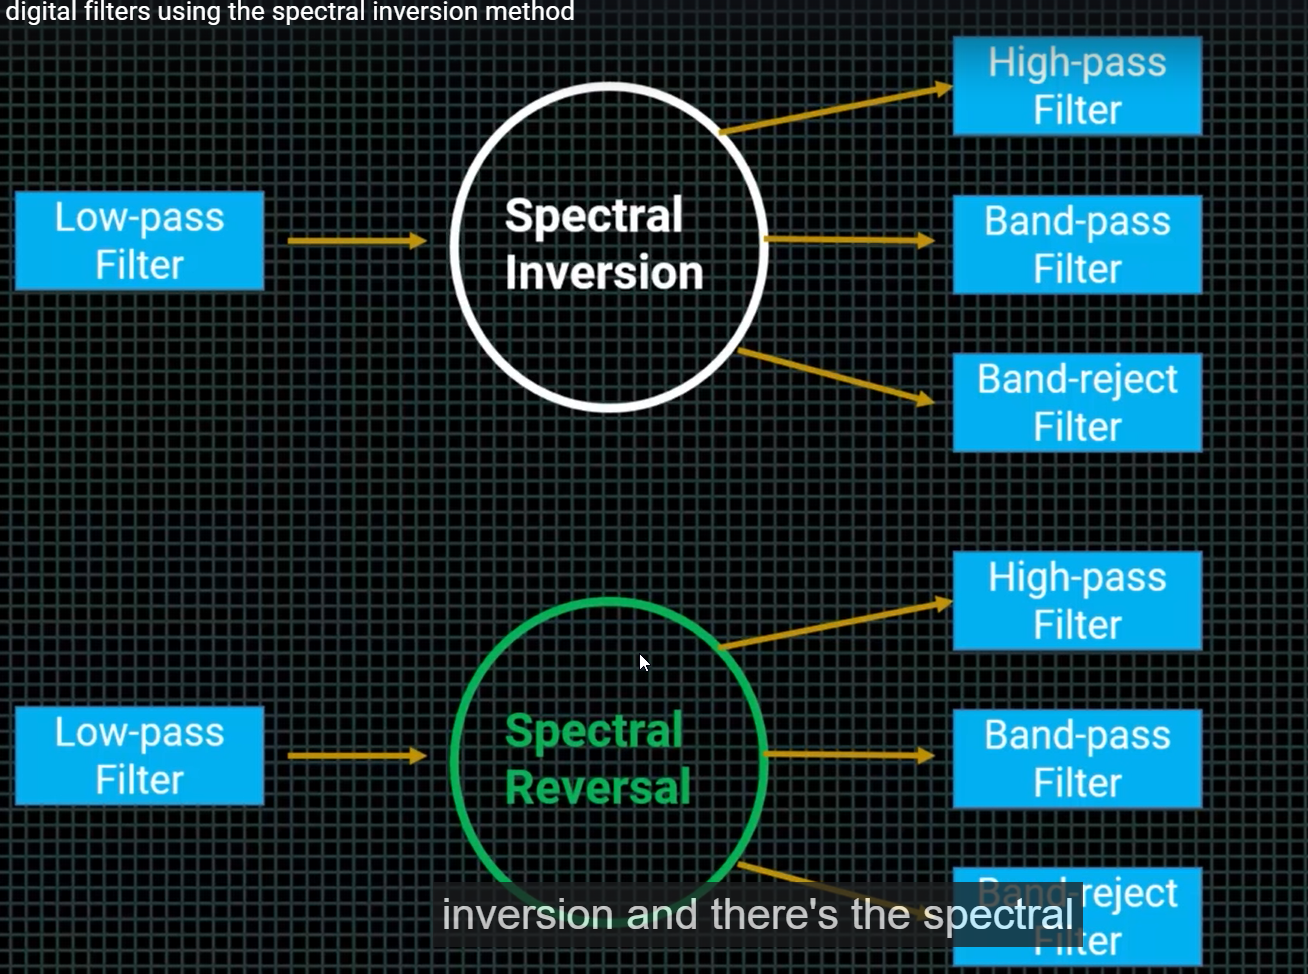 digital filters using the spectral inversion method
High-pass
Filter
Low-pass
Filter
Spectral
Inversion
Band-pass
Filter
Band-reject
Filter
High-pass
Filter
Low-pass
Filter
Spectral
Reversal
Band-pass
Filter
Band-reject
Filter
inversion and there's the spectral